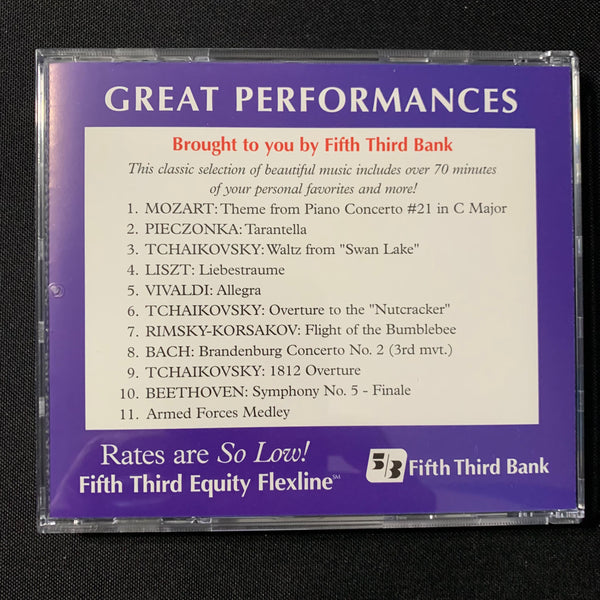 GREAT PERFORMANCES
Brought to you by Fifth Third Bank
This classic selection of beautiful music includes over 70 minutes
of your personal favorites and more!
1. MOZART: Theme from Piano Concerto #21 in C Major
2. PIECZONKA: Tarantella
3. TCHAIKOVSKY: Waltz from "Swan Lake"
4. LISZT: Liebestraume
5. VIVALDI: Allegra
6. TCHAIKOVSKY: Overture to the "Nutcracker"
7. RIMSKY-KORSAKOV: Flight of the Bumblebee
8. BACH: Brandenburg Concerto No. 2 (3rd mvt.)
9. TCHAIKOVSKY: 1812 Overture
10. BEETHOVEN: Symphony No. 5 - Finale
11. Armed Forces Medley
Rates are So Low!
Fifth Third Equity Flexline℠
5/3 Fifth Third Bank